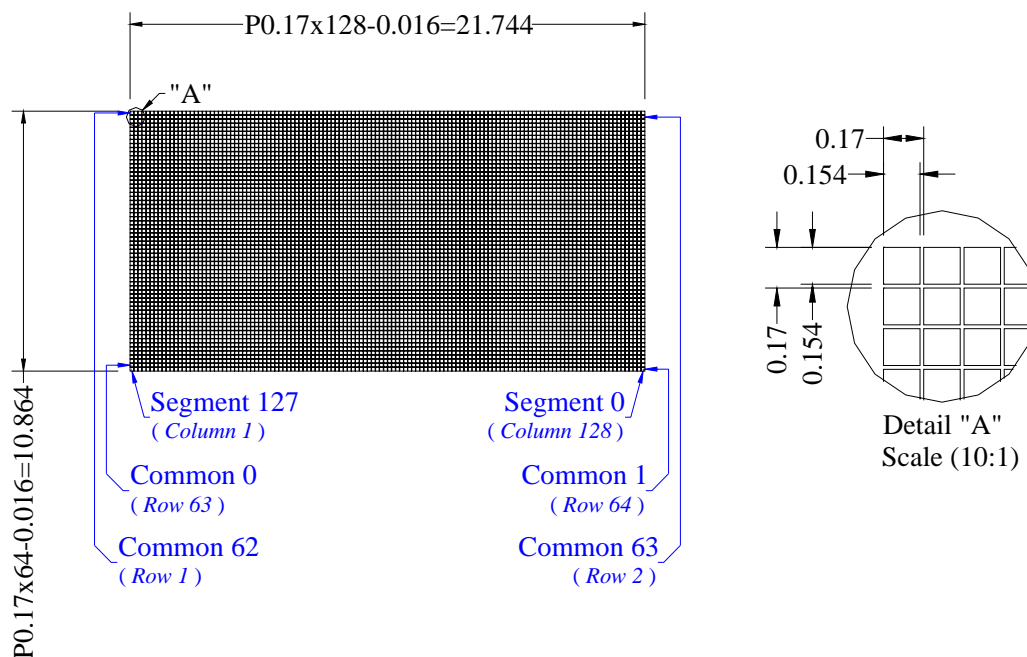 P0.17x128-0.016=21.744
"A"
P0.17x64-0.016=10.864
Segment 127
( Column 1 )
Segment 0
( Column 128 )
Common 0
( Row 63 )
Common 1
( Row 64 )
Common 62
( Row 1 )
Common 63
( Row 2 )
0.17
0.154
0.17
0.154
Detail "A"
Scale (10:1)